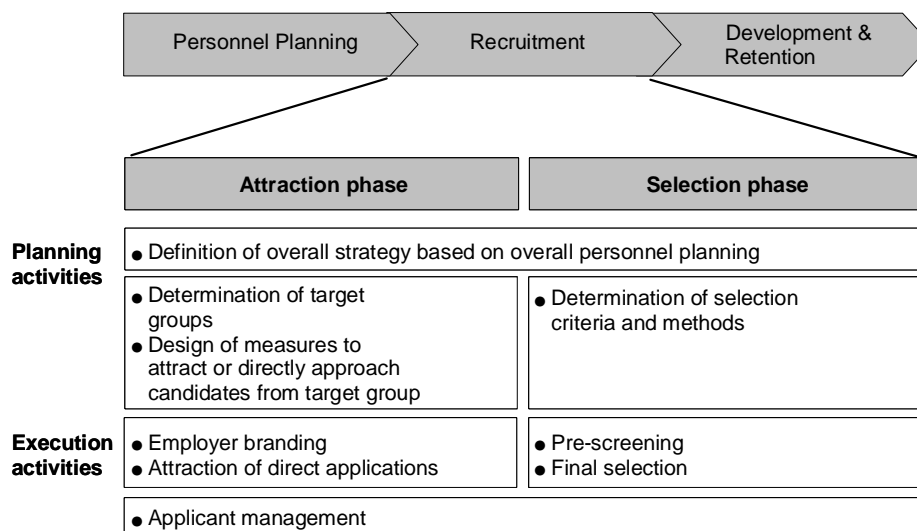 Personnel Planning
Recruitment
Development &
Retention
Attraction phase
Selection phase
Planning
activities
● Definition of overall strategy based on overall personnel planning
● Determination of target
groups
● Design of measures to
attract or directly approach
candidates from target group
● Determination of selection
criteria and methods
Execution
activities
● Employer branding
● Attraction of direct applications
● Pre-screening
● Final selection
● Applicant management